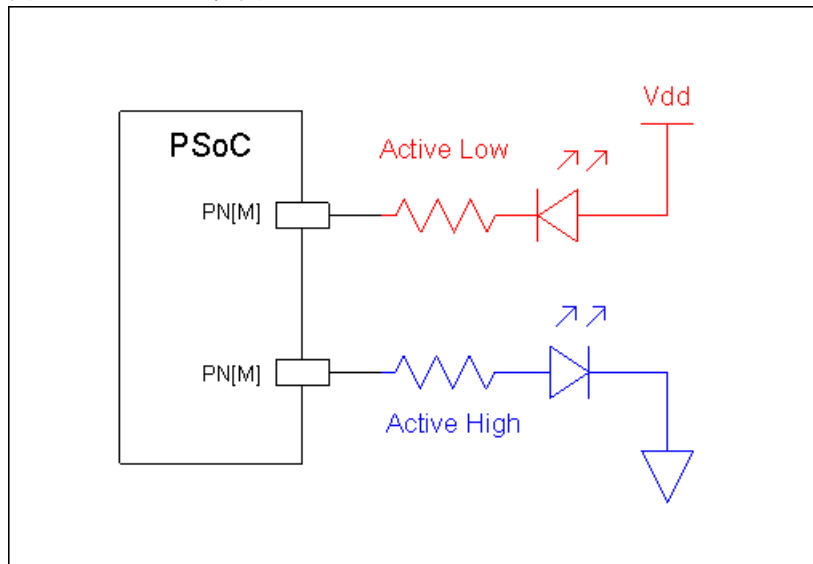 Vdd
PSoC
Active Low
PN[M]
PN[M]
Active High